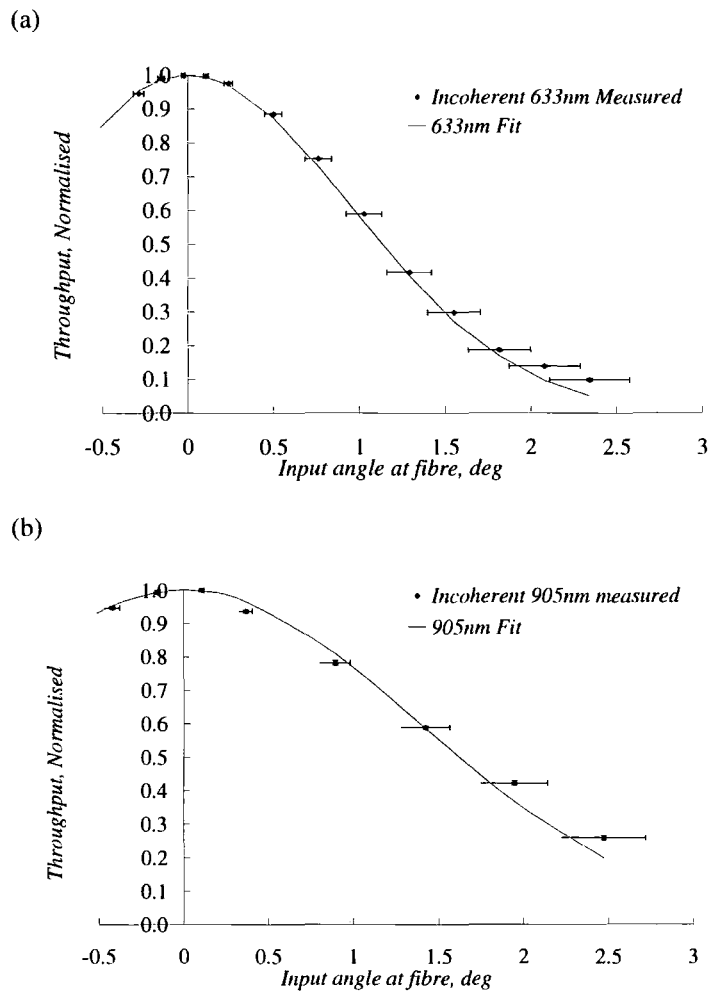 (a)
Throughput, Normalised
1.0
0.9
0.8
0.7
0.6
0.5
0.4
0.3
0.2
0.1
0.0
Incoherent 633nm Measured
633nm Fit
-0.5 0 0.5 1 1.5 2 2.5 3
Input angle at fibre, deg
(b)
Throughput, Normalised
1.0
0.9
0.8
0.7
0.6
0.5
0.4
0.3
0.2
0.1
0.0
Incoherent 905nm measured
905nm Fit
-0.5 0 0.5 1 1.5 2 2.5 3
Input angle at fibre, deg